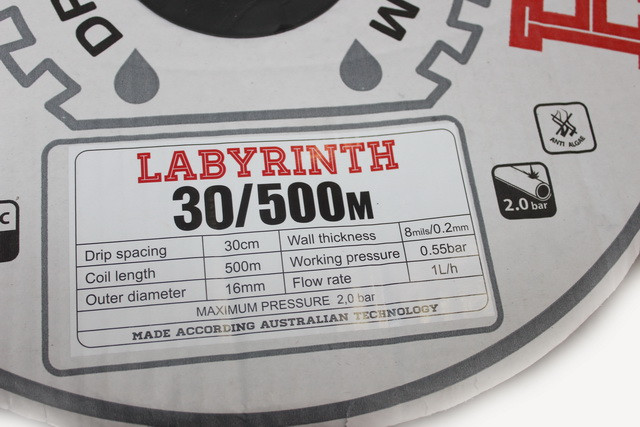 DR
M
ANTI ALGAE
2.0 bar
C
LABYRINTH
30/500M
Drip spacing 30cm Wall thickness 8mils/0.2mm
Coil length 500m Working pressure 0.55bar
Outer diameter 16mm Flow rate 1L/h
MAXIMUM PRESSURE 2,0 bar
MADE ACCORDING AUSTRALIAN TECHNOLOGY